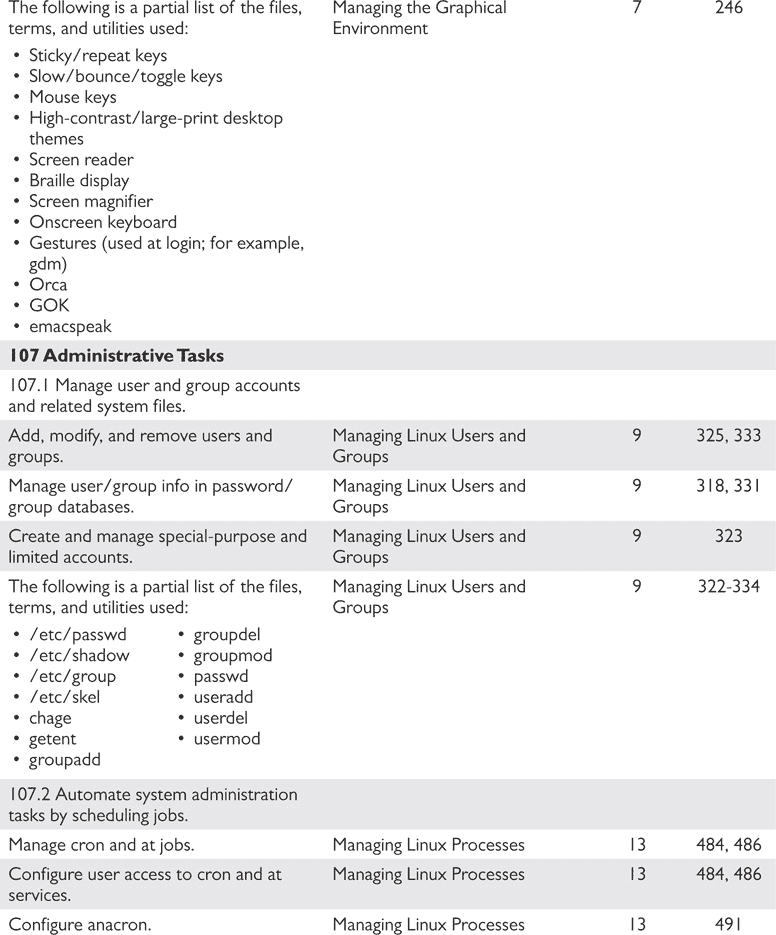 The following is a partial list of the files, Managing the Graphical 7 246
terms, and utilities used: Environment
• Sticky/repeat keys
• Slow/bounce/toggle keys
• Mouse keys
• High-contrast/large-print desktop
themes
• Screen reader
• Braille display
• Screen magnifier
• Onscreen keyboard
• Gestures (used at login; for example,
gdm)
• Orca
• GOK
• emacspeak
107 Administrative Tasks
107.1 Manage user and group accounts
and related system files.
Add, modify, and remove users and Managing Linux Users and 9 325, 333
groups. Groups
Manage user/group info in password/ Managing Linux Users and 9 318, 331
group databases. Groups
Create and manage special-purpose and Managing Linux Users and 9 323
limited accounts. Groups
The following is a partial list of the files, Managing Linux Users and 9 322-334
terms, and utilities used: Groups
• /etc/passwd • groupdel
• /etc/shadow • groupmod
• /etc/group • passwd
• /etc/skel • useradd
• chage • userdel
• getent • usermod
• groupadd
107.2 Automate system administration
tasks by scheduling jobs.
Manage cron and at jobs. Managing Linux Processes 13 484, 486
Configure user access to cron and at Managing Linux Processes 13 484, 486
services.
Configure anacron. Managing Linux Processes 13 491